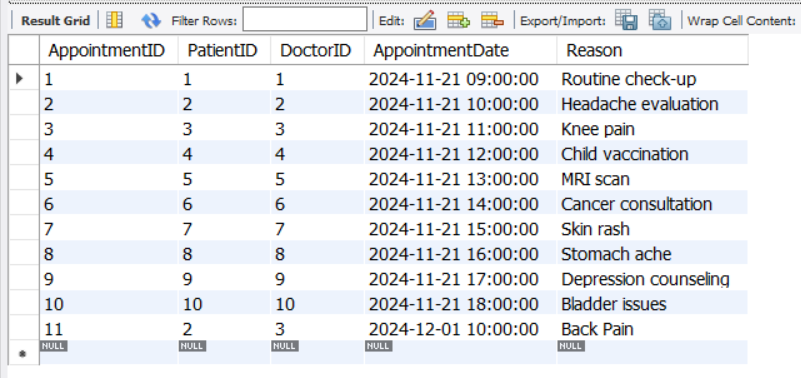 Result Grid Filter Rows: Edit: Export/Import: Wrap Cell Content:
AppointmentID PatientID DoctorID AppointmentDate Reason
1 1 1 2024-11-21 09:00:00 Routine check-up
2 2 2 2024-11-21 10:00:00 Headache evaluation
3 3 3 2024-11-21 11:00:00 Knee pain
4 4 4 2024-11-21 12:00:00 Child vaccination
5 5 5 2024-11-21 13:00:00 MRI scan
6 6 6 2024-11-21 14:00:00 Cancer consultation
7 7 7 2024-11-21 15:00:00 Skin rash
8 8 8 2024-11-21 16:00:00 Stomach ache
9 9 9 2024-11-21 17:00:00 Depression counseling
10 10 10 2024-11-21 18:00:00 Bladder issues
11 2 3 2024-12-01 10:00:00 Back Pain
NULL NULL NULL NULL NULL